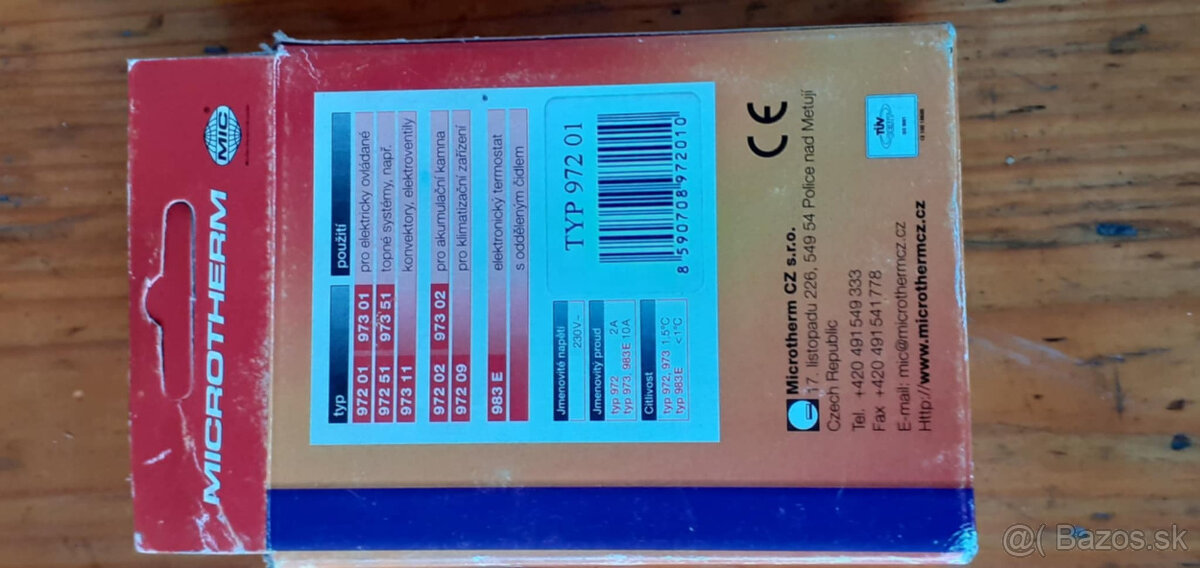 MICROTHERM
MIC
typ použití
972 01 973 01 pro elektricky ovládané
972 51 973 51 topné systémy, např.
973 11 konvektory, elektroventily
972 02 973 02 pro akumulační kamna
972 09 pro klimatizační zařízení
983 E elektronický termostat
s odděleným čidlem
TYP 972 01
8 590708 972010
Jmenovité napětí
230V~
Jmenovitý proud
typ 972 2A
typ 973, 983E 10A
Citlivost
typ 972, 973 1,5°C
typ 983E <1°C
CE
TÜV
Microtherm CZ s.r.o.
17. listopadu 226, 549 54 Police nad Metují
Czech Republic
Tel. +420 491 549 333
Fax +420 491 541 778
E-mail: mic@microthermcz.cz
Http://www.microthermcz.cz
@( Bazos.sk